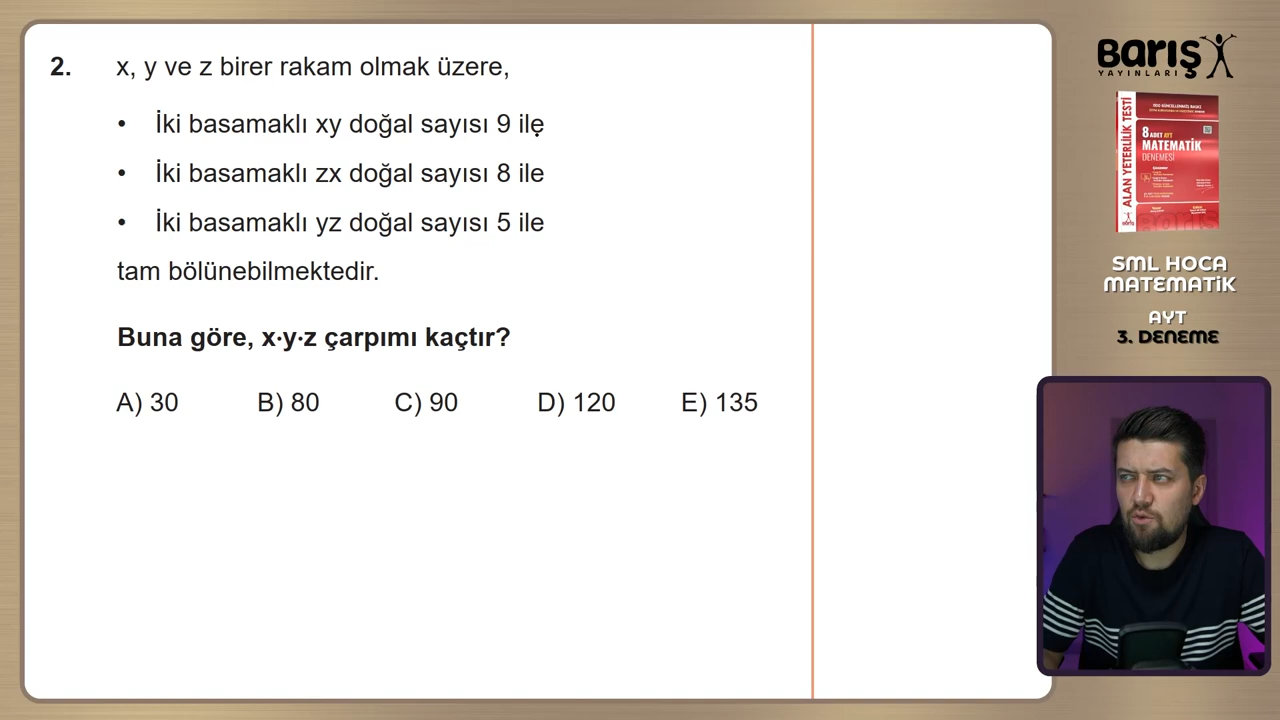 2. x, y ve z birer rakam olmak üzere,
• İki basamaklı xy doğal sayısı 9 ile
• İki basamaklı zx doğal sayısı 8 ile
• İki basamaklı yz doğal sayısı 5 ile
tam bölünebilmektedir.
Buna göre, x·y·z çarpımı kaçtır?
A) 30 B) 80 C) 90 D) 120 E) 135
Barış
YAYINLARI
ALAN YETERLİLİK TESTİ
8 ADET AYT
MATEMATİK
DENEMESİ
Barış
SML HOCA
MATEMATİK
AYT
3. DENEME